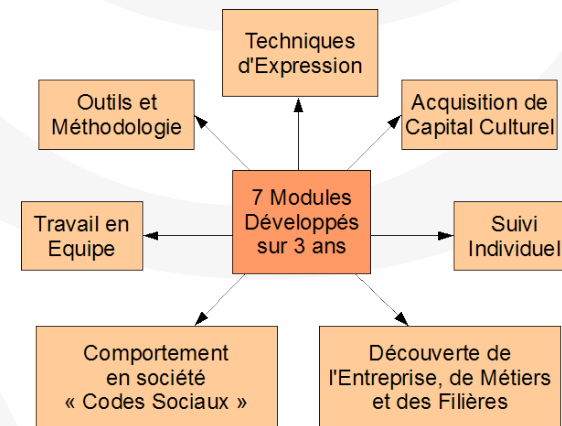 Techniques
d'Expression
Outils et
Méthodologie
Acquisition de
Capital Culturel
7 Modules
Développés
sur 3 ans
Travail en
Equipe
Suivi
Individuel
Comportement
en société
« Codes Sociaux »
Découverte de
l'Entreprise, de Métiers
et des Filières